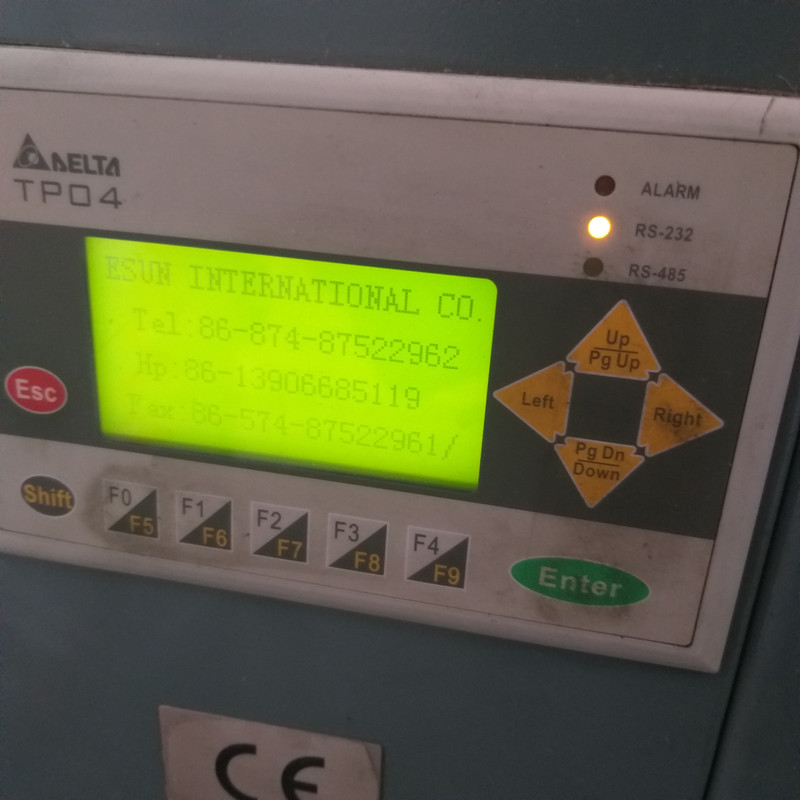 DELTA
TP04
ALARM
RS-232
RS-485
ESUN INTERNATIONAL CO.
Tel:86-874-87522962
Hp:86-13906685119
Fax:86-574-87522961/
Esc
Up
Pg Up
Left
Right
Pg Dn
Down
Shift
F0
F5
F1
F6
F2
F7
F3
F8
F4
F9
Enter
CE